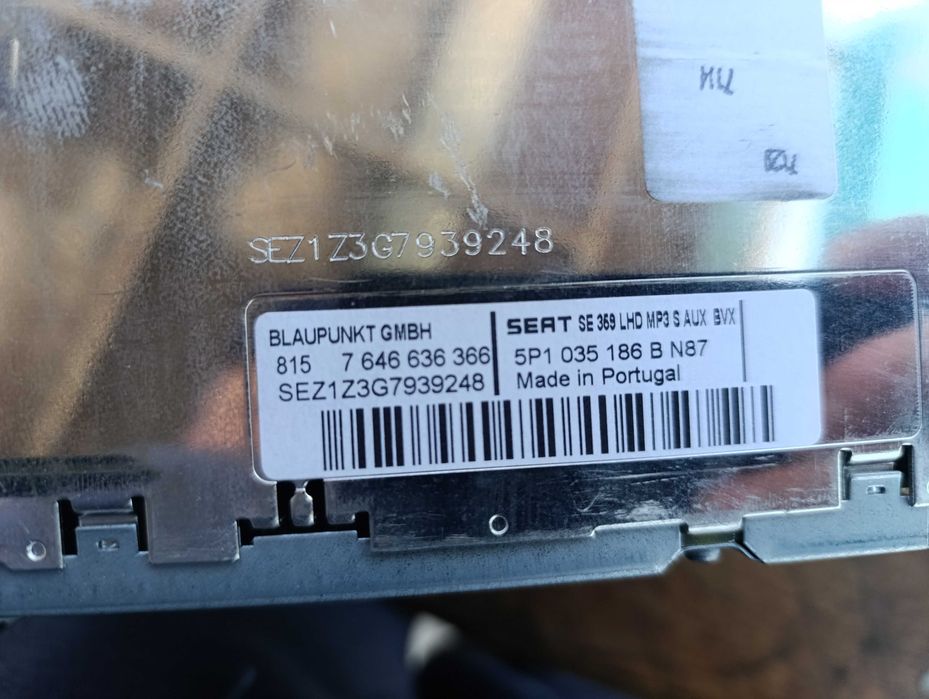 SEZ1Z3G7939248
BLAUPUNKT GMBH
815 7 646 636 366
SEZ1Z3G7939248
SEAT SE 359 LHD MP3 S AUX BVX
5P1 035 186 B N87
Made in Portugal